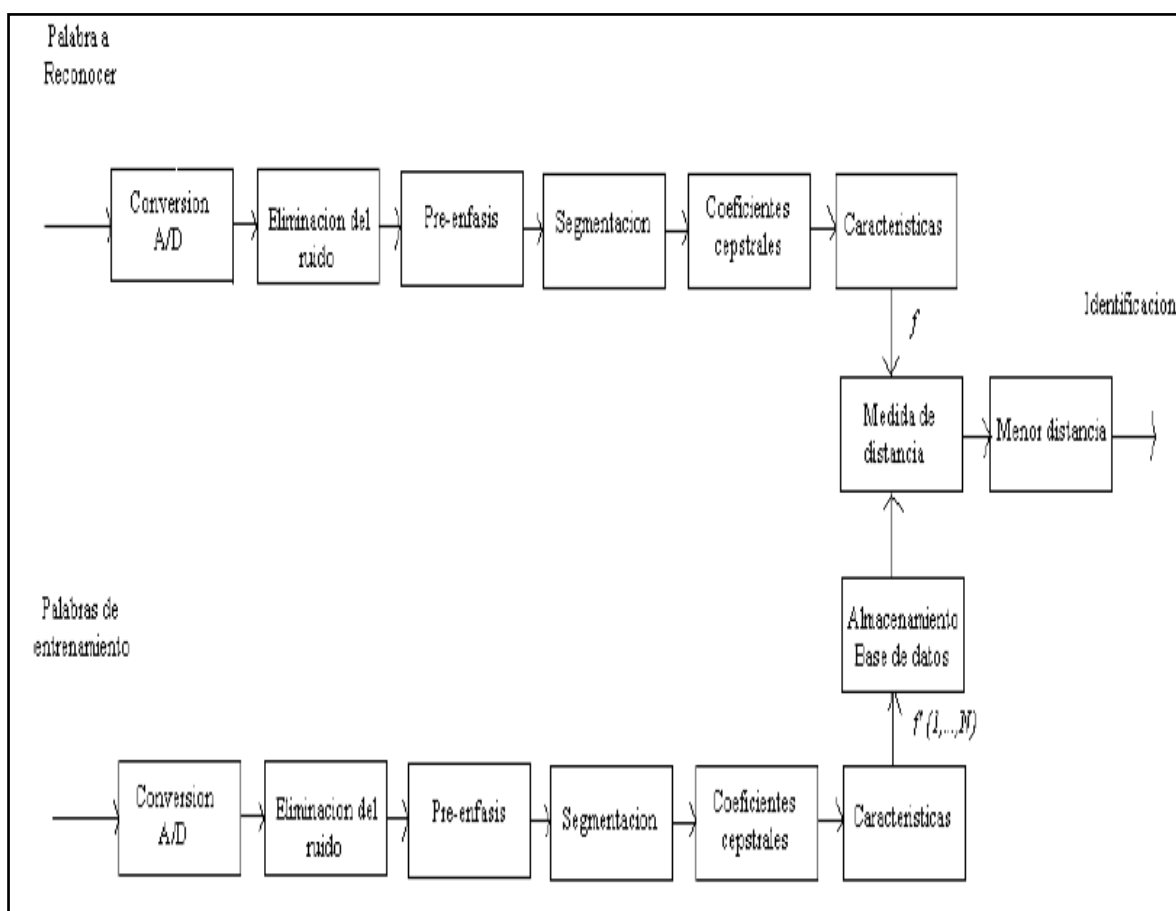 Palabra a
Reconocer
Conversion
A/D
Eliminacion del
ruido
Pre-enfasis
Segmentacion
Coeficientes
cepstrales
Caracteristicas
f
Identificacion
Medida de
distancia
Menor distancia
Palabras de
entrenamiento
Almacenamiento
Base de datos
f' (1,...,N)
Conversion
A/D
Eliminacion del
ruido
Pre-enfasis
Segmentacion
Coeficientes
cepstrales
Caracteristicas